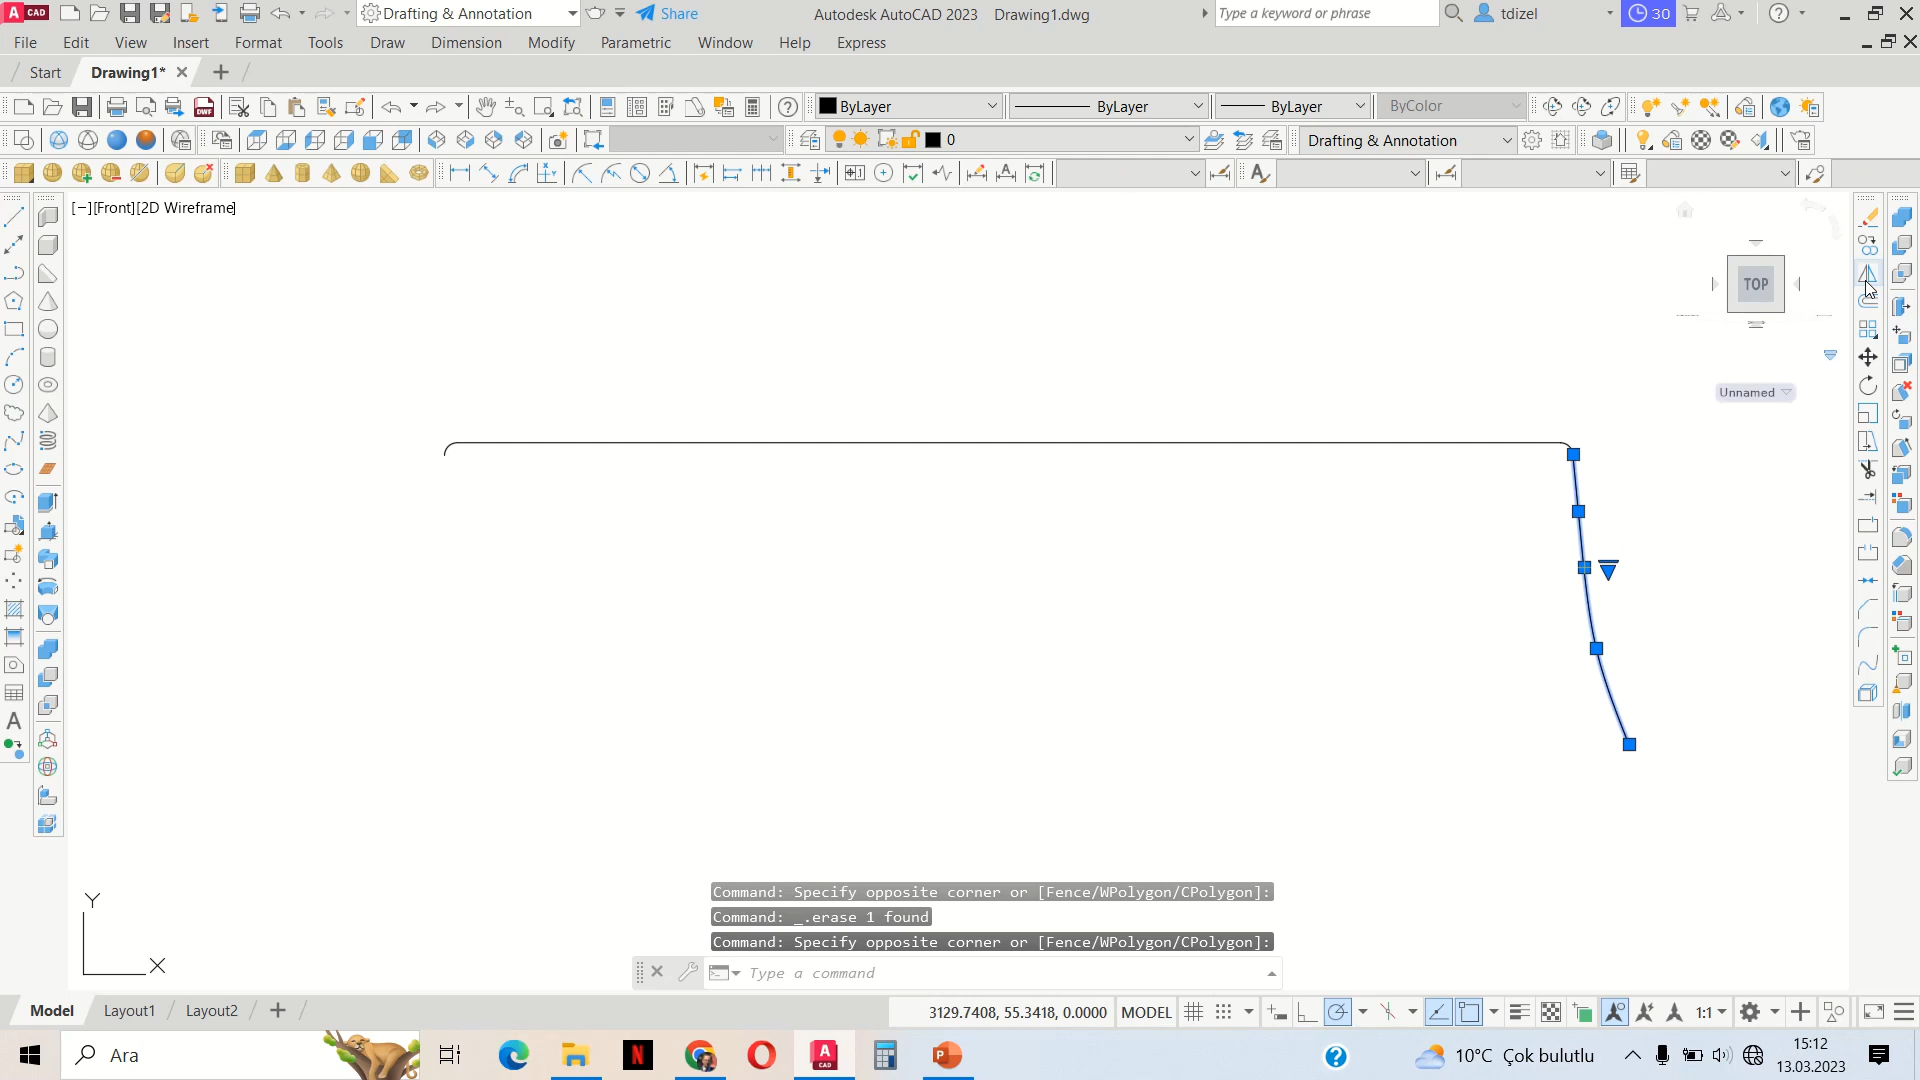 A CAD Drafting & Annotation Share Autodesk AutoCAD 2023 Drawing1.dwg Type a keyword or phrase tdizel 30
File Edit View Insert Format Tools Draw Dimension Modify Parametric Window Help Express
Start Drawing1*
DWF ByLayer ByLayer ByLayer ByColor
0 Drafting & Annotation
[−][Front][2D Wireframe]
TOP
Unnamed
Y
X
Command: Specify opposite corner or [Fence/WPolygon/CPolygon]:
Command: _.erase 1 found
Command: Specify opposite corner or [Fence/WPolygon/CPolygon]:
Type a command
Model Layout1 Layout2 3129.7408, 55.3418, 0.0000 MODEL 1:1
Ara 10°C Çok bulutlu 15:12
13.03.2023